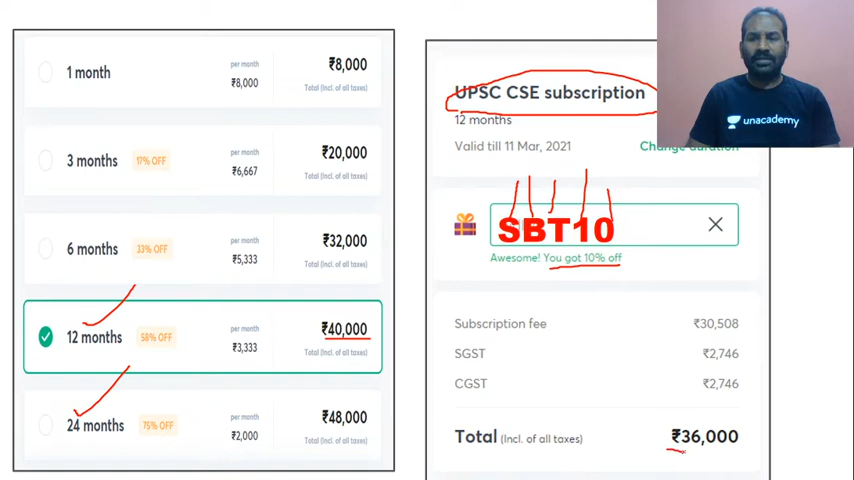 1 month
per month
₹8,000
₹8,000
Total (Incl. of all taxes)
3 months
17% OFF
per month
₹6,667
₹20,000
Total (Incl. of all taxes)
6 months
33% OFF
per month
₹5,333
₹32,000
Total (Incl. of all taxes)
12 months
58% OFF
per month
₹3,333
₹40,000
Total (Incl. of all taxes)
24 months
75% OFF
per month
₹2,000
₹48,000
Total (Incl. of all taxes)
UPSC CSE subscription
12 months
Valid till 11 Mar, 2021
Change duration
SBT10
Awesome! You got 10% off
Subscription fee ₹30,508
SGST ₹2,746
CGST ₹2,746
Total (Incl. of all taxes) ₹36,000
unacademy